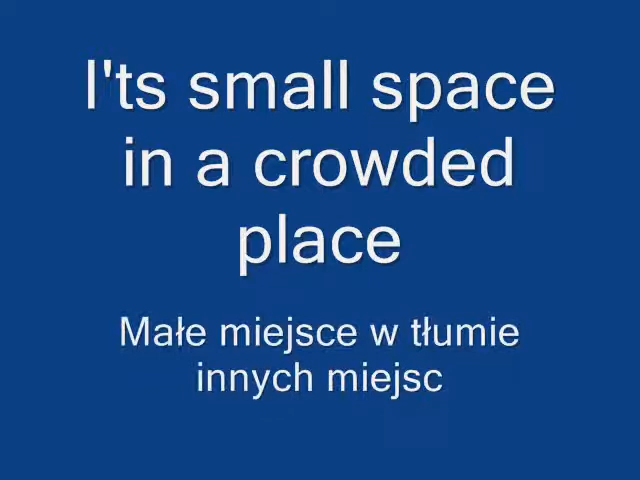 I'ts small space
in a crowded
place
Małe miejsce w tłumie
innych miejsc